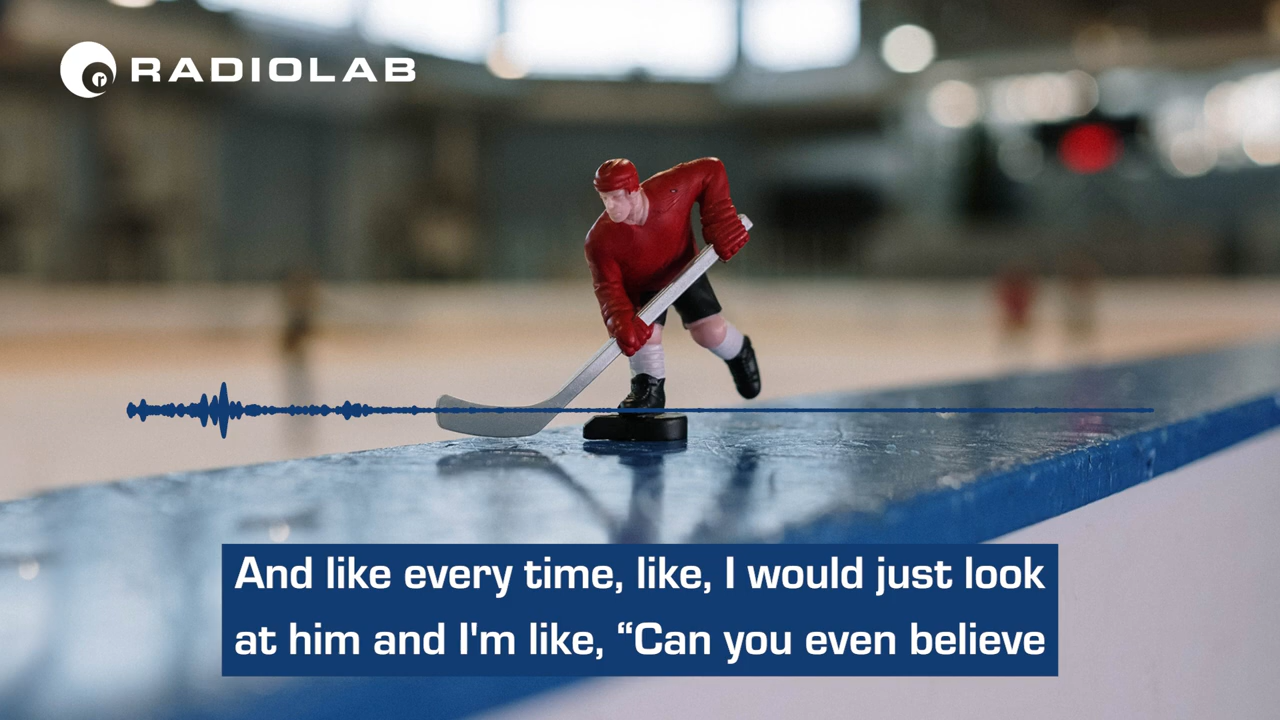 RADIOLAB
And like every time, like, I would just look
at him and I'm like, “Can you even believe